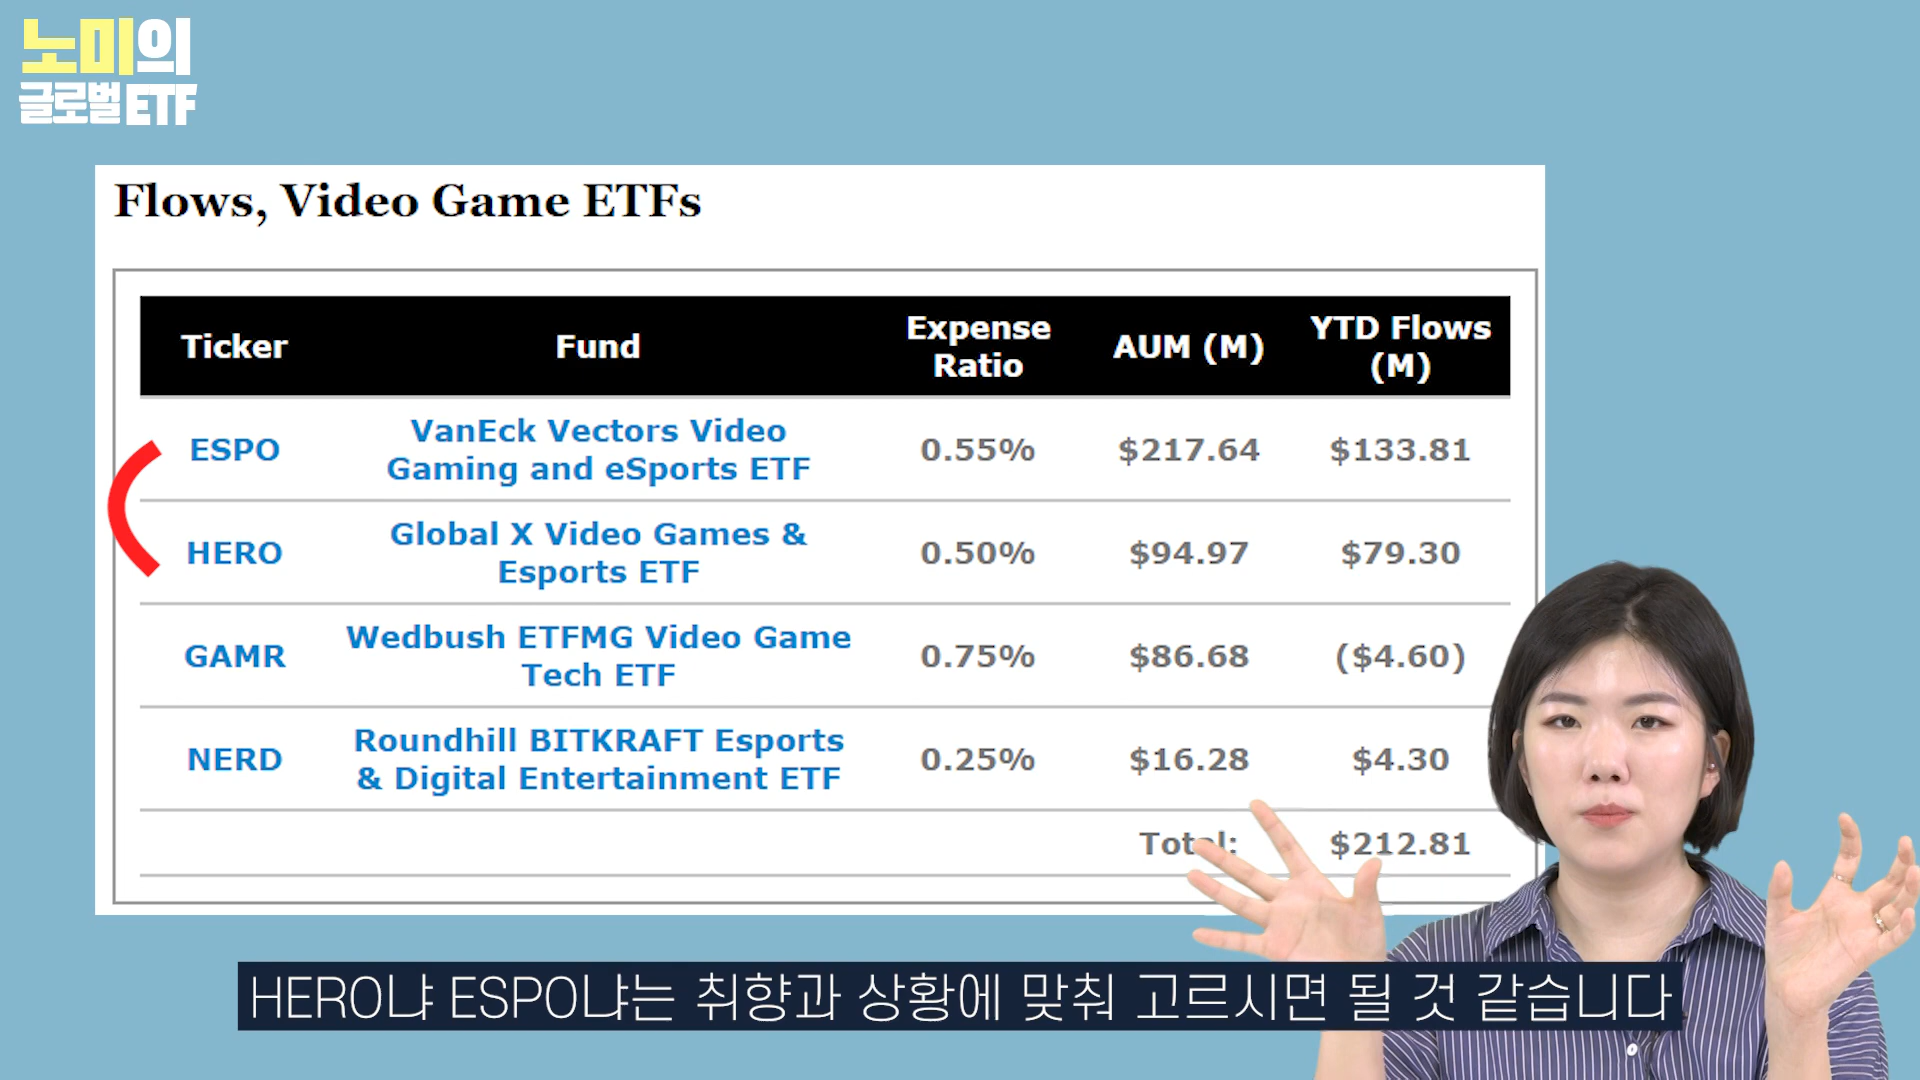 노미의
글로벌 ETF
Flows, Video Game ETFs
Ticker Fund Expense Ratio AUM (M) YTD Flows (M)
ESPO VanEck Vectors Video Gaming and eSports ETF 0.55% $217.64 $133.81
HERO Global X Video Games & Esports ETF 0.50% $94.97 $79.30
GAMR Wedbush ETFMG Video Game Tech ETF 0.75% $86.68 ($4.60)
NERD Roundhill BITKRAFT Esports & Digital Entertainment ETF 0.25% $16.28 $4.30
Total: $212.81
HERO냐 ESPO냐는 취향과 상황에 맞춰 고르시면 될 것 같습니다